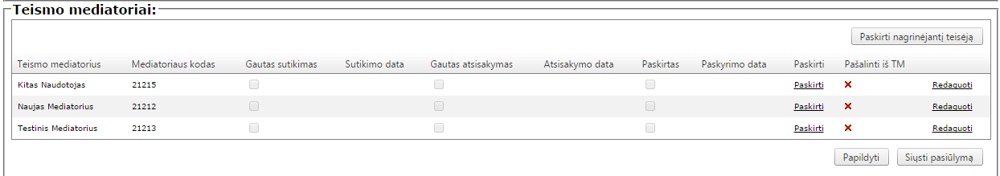 Teismo mediatoriai:
Paskirti nagrinėjantį teisėją
Teismo mediatorius Mediatoriaus kodas Gautas sutikimas Sutikimo data Gautas atsisakymas Atsisakymo data Paskirtas Paskyrimo data Paskirti Pašalinti iš TM
Kitas Naudotojas 21215 Paskirti Redaguoti
Naujas Mediatorius 21212 Paskirti Redaguoti
Testinis Mediatorius 21213 Paskirti Redaguoti
Papildyti Siųsti pasiūlymą